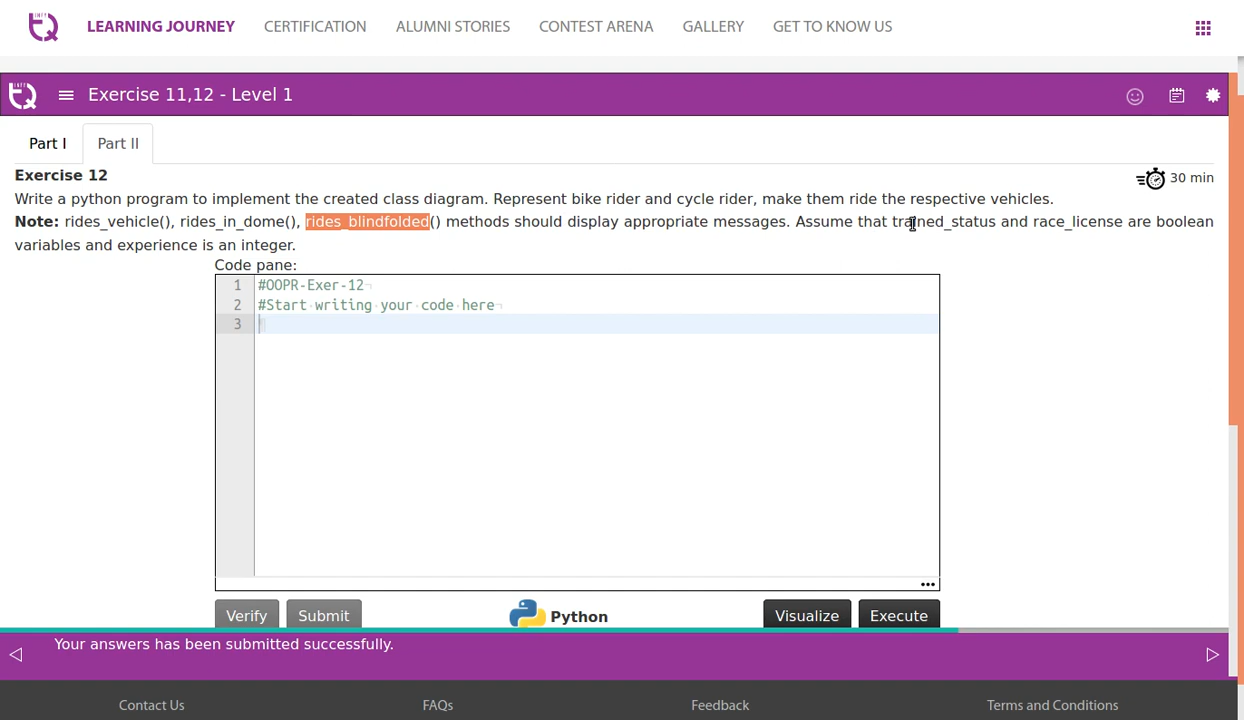 LEARNING JOURNEY CERTIFICATION ALUMNI STORIES CONTEST ARENA GALLERY GET TO KNOW US
Exercise 11,12 - Level 1
Part I Part II
Exercise 12
30 min
Write a python program to implement the created class diagram. Represent bike rider and cycle rider, make them ride the respective vehicles.
Note: rides_vehicle(), rides_in_dome(), rides_blindfolded() methods should display appropriate messages. Assume that trained_status and race_license are boolean
variables and experience is an integer.
Code pane:
1 #OOPR-Exer-12
2 #Start writing your code here
3
Verify Submit Python Visualize Execute
Your answers has been submitted successfully.
Contact Us FAQs Feedback Terms and Conditions